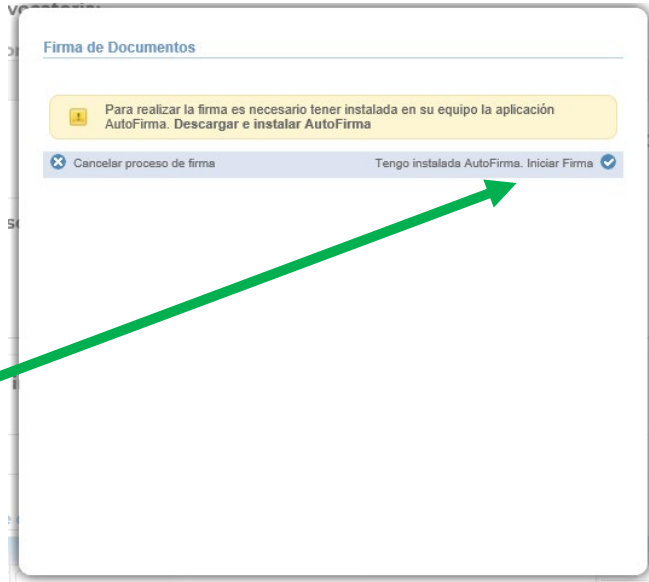 Firma de Documentos
Para realizar la firma es necesario tener instalada en su equipo la aplicación
AutoFirma. Descargar e instalar AutoFirma
Cancelar proceso de firma
Tengo instalada AutoFirma. Iniciar Firma